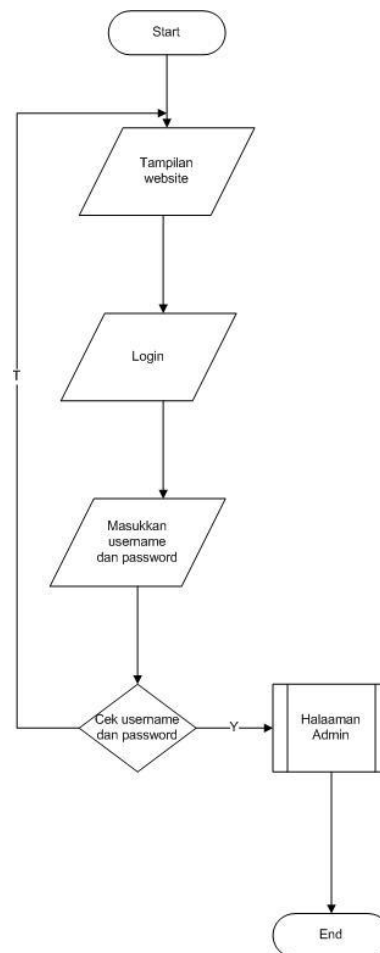 Start
Tampilan
website
Login
T
Masukkan
username
dan password
Cek username
dan password
Y
Halaaman
Admin
End